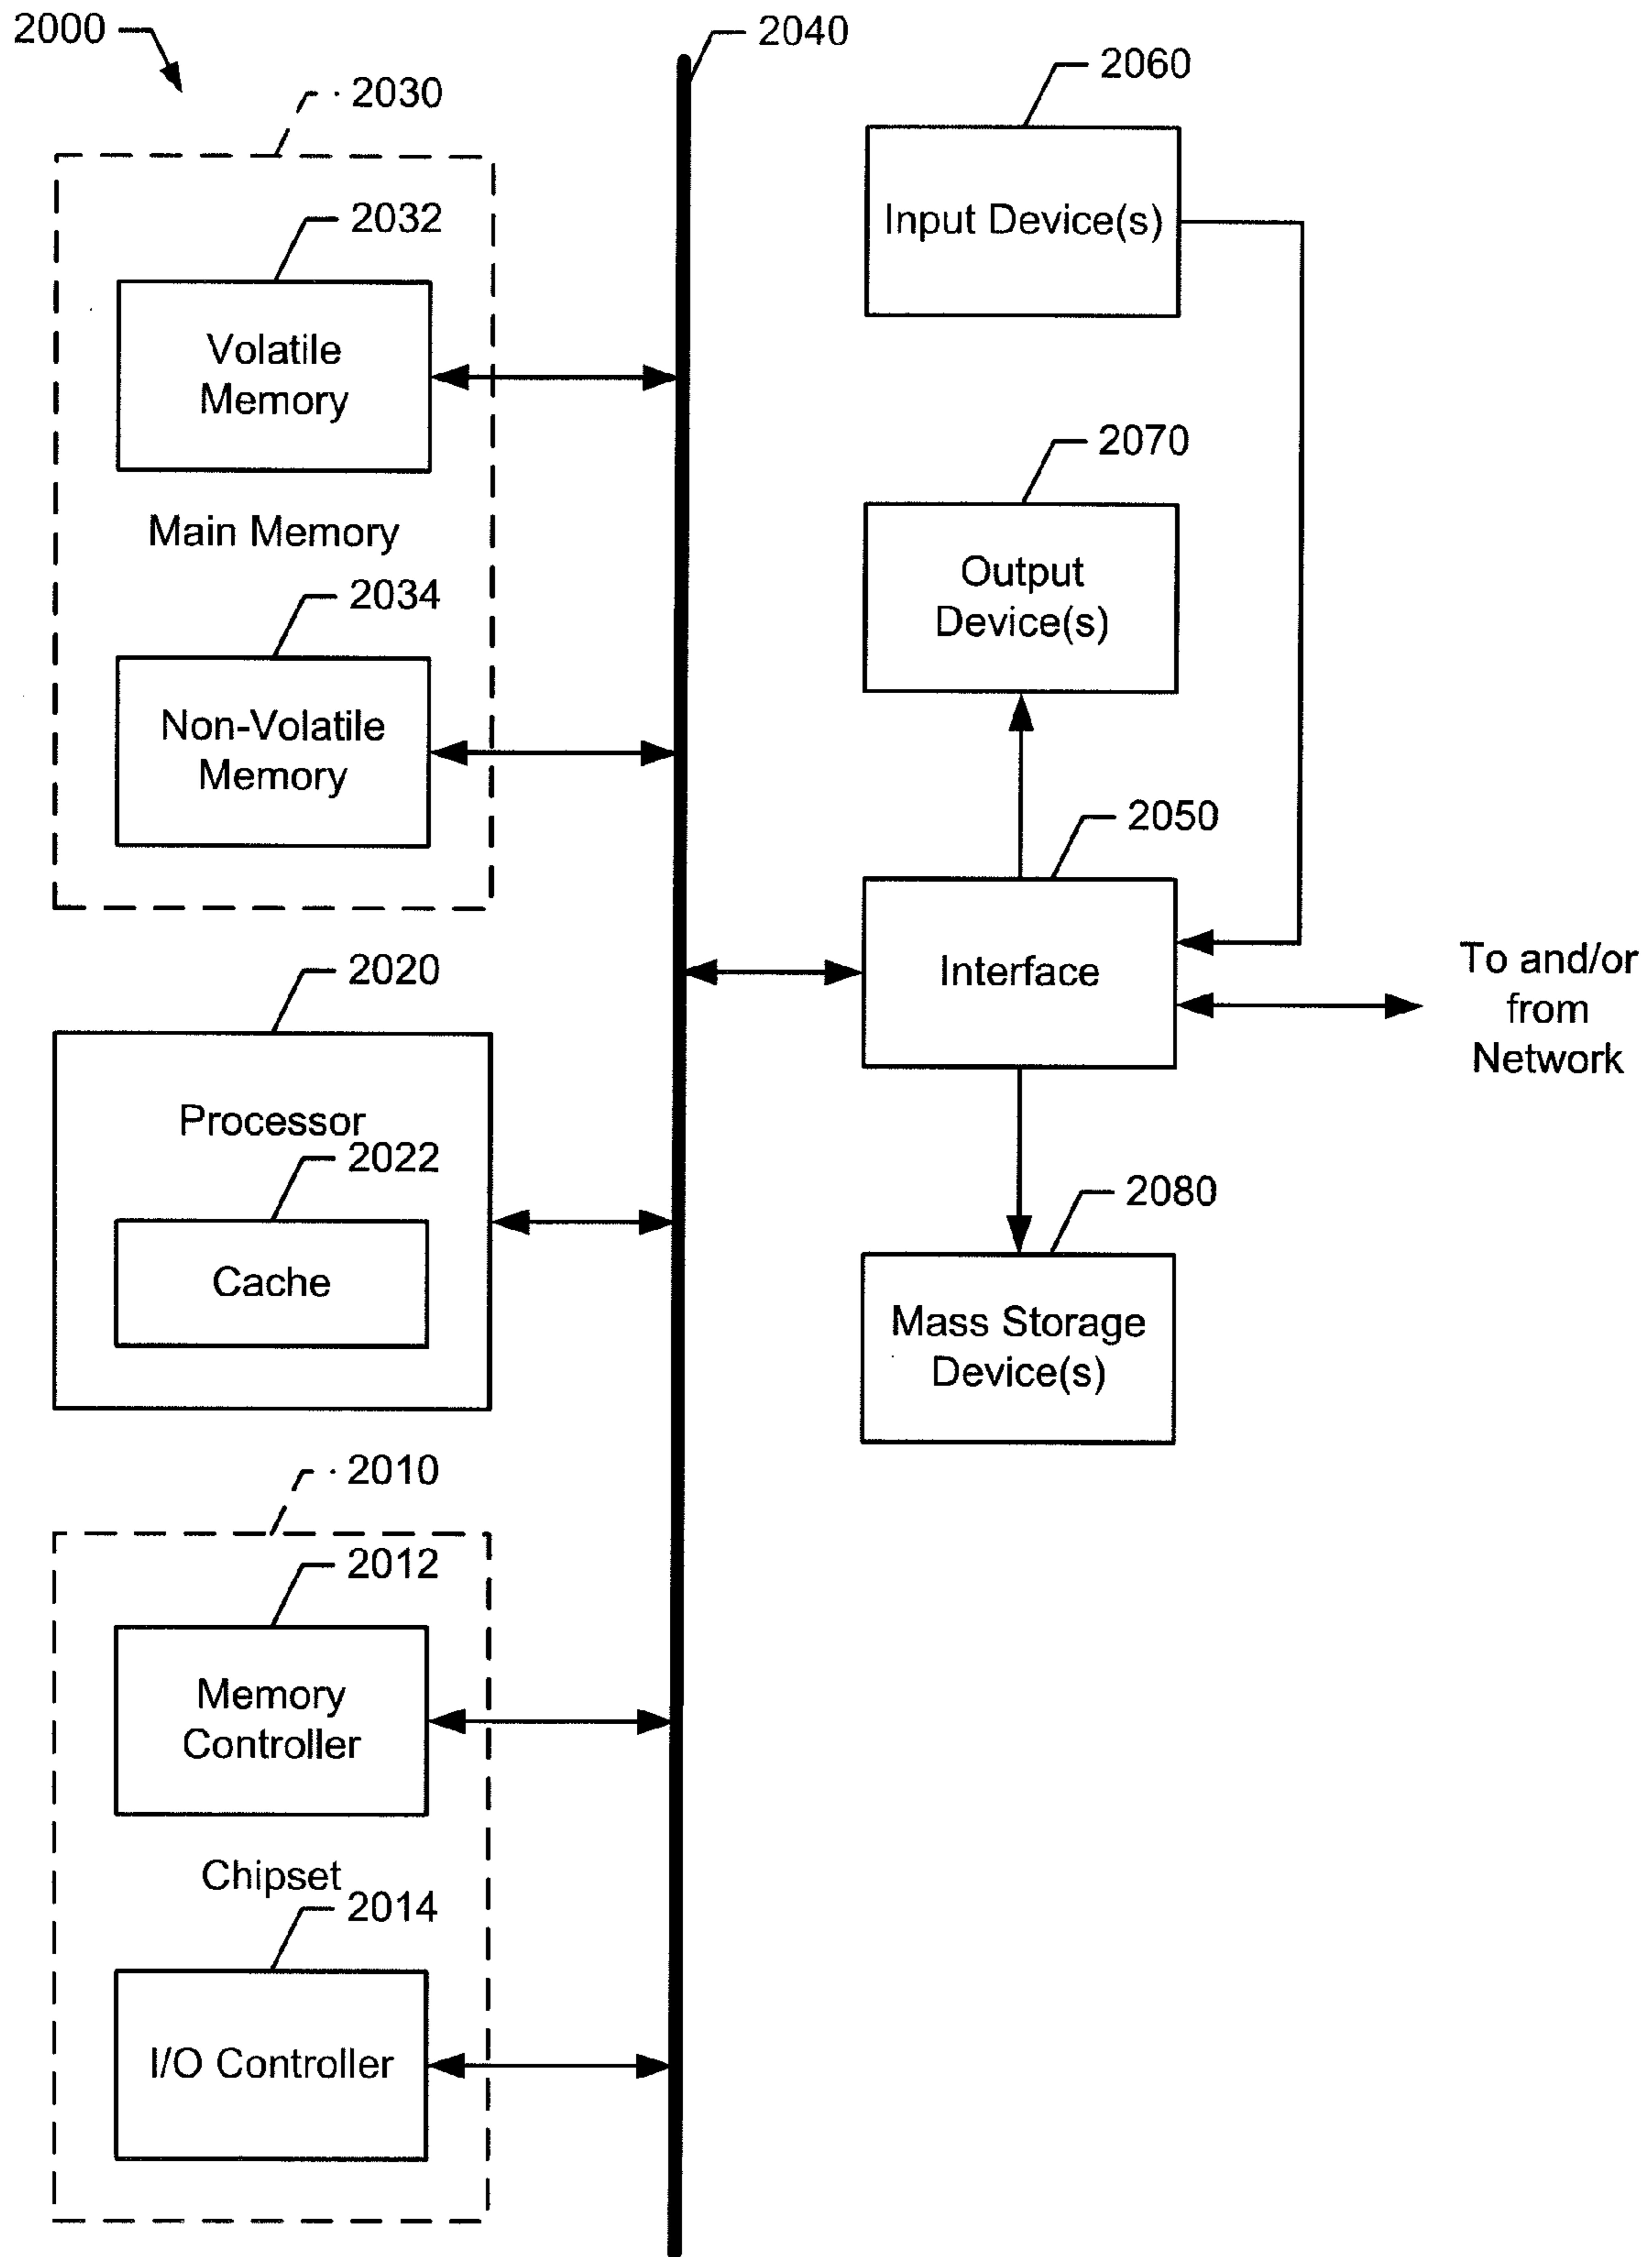 2000
2040
2060
2030
2032
Input Device(s)
Volatile
Memory
2070
Main Memory
Output
Device(s)
2034
Non-Volatile
Memory
2050
To and/or
from
Network
Interface
2020
Processor
2022
Cache
2080
Mass Storage
Device(s)
2010
2012
Memory
Controller
Chipset
2014
I/O Controller